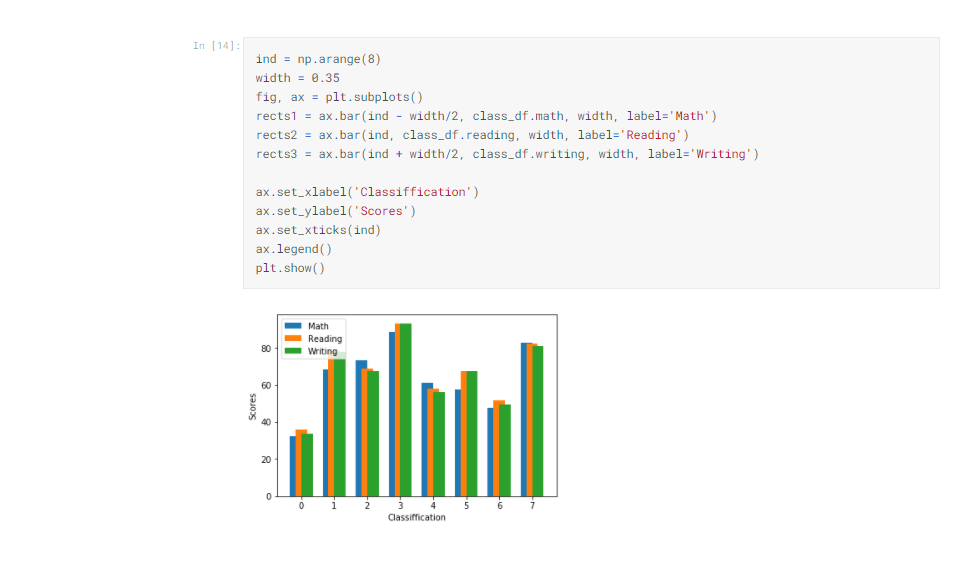 In [14]:
ind = np.arange(8)
width = 0.35
fig, ax = plt.subplots()
rects1 = ax.bar(ind - width/2, class_df.math, width, label='Math')
rects2 = ax.bar(ind, class_df.reading, width, label='Reading')
rects3 = ax.bar(ind + width/2, class_df.writing, width, label='Writing')
ax.set_xlabel('Classiffication')
ax.set_ylabel('Scores')
ax.set_xticks(ind)
ax.legend()
plt.show()
Math
Reading
Writing
80
60
40
20
0
Scores
0 1 2 3 4 5 6 7
Classiffication